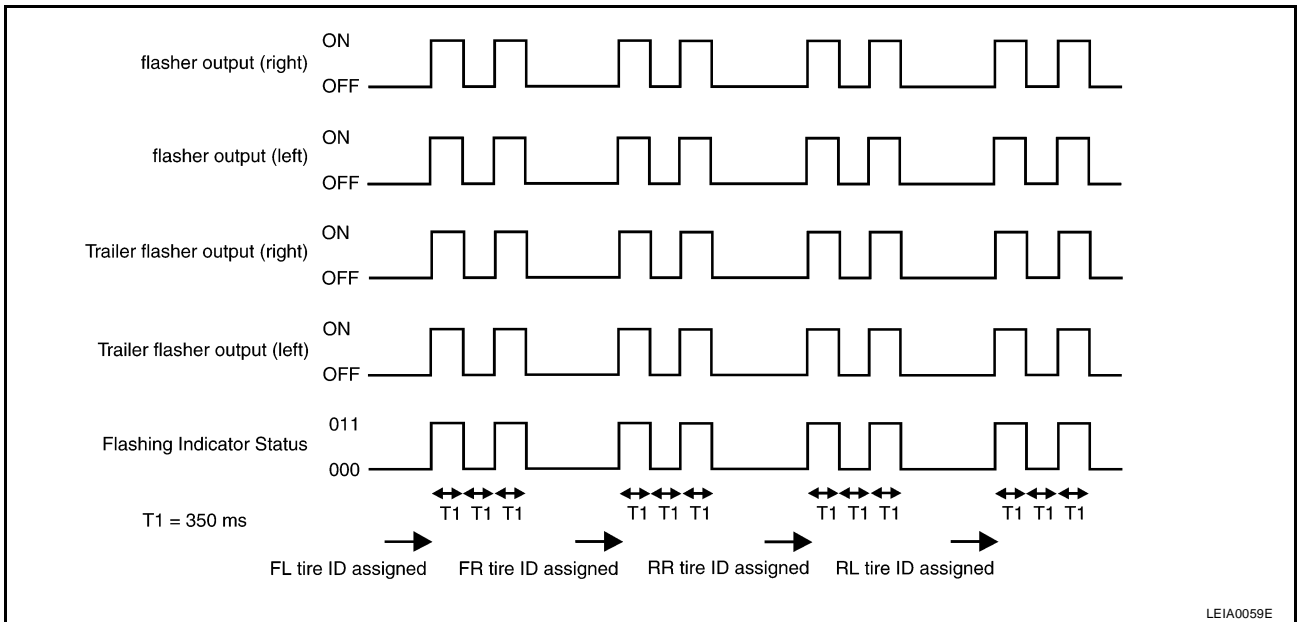 ON
flasher output (right)
OFF
ON
flasher output (left)
OFF
ON
Trailer flasher output (right)
OFF
ON
Trailer flasher output (left)
OFF
011
Flashing Indicator Status
000
T1 T1 T1 T1 T1 T1 T1 T1 T1 T1 T1 T1
T1 = 350 ms
FL tire ID assigned FR tire ID assigned RR tire ID assigned RL tire ID assigned
LEIA0059E